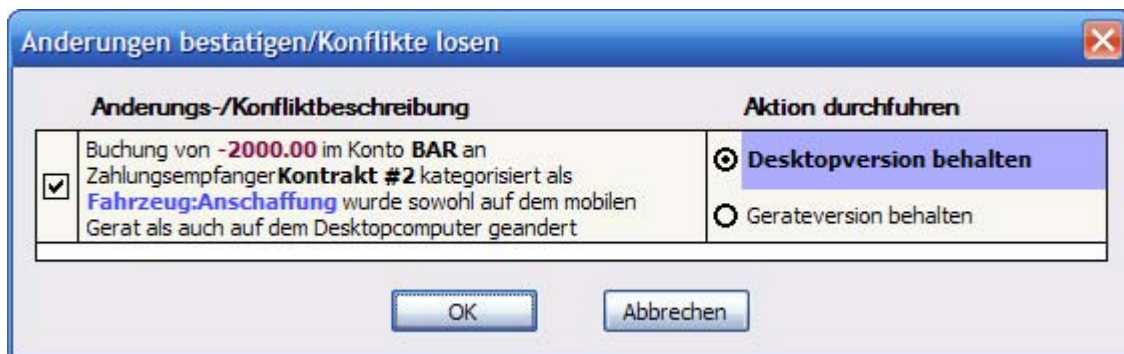 Anderungen bestatigen/Konflikte losen
Anderungs-/Konfliktbeschreibung
Aktion durchfuhren
Buchung von -2000.00 im Konto BAR an
ZahlungsempfangerKontrakt #2 kategorisiert als
Fahrzeug:Anschaffung wurde sowohl auf dem mobilen
Gerat als auch auf dem Desktopcomputer geandert
Desktopversion behalten
Gerateversion behalten
OK
Abbrechen